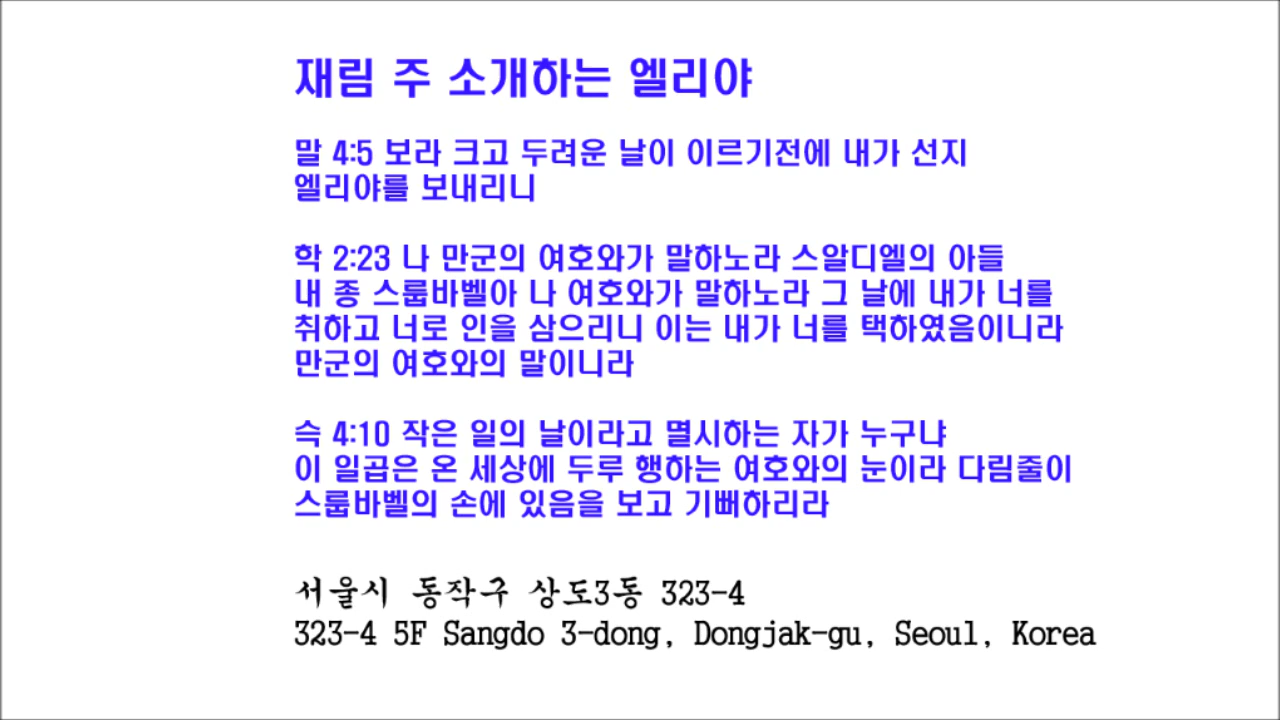 재림 주 소개하는 엘리야
말 4:5 보라 크고 두려운 날이 이르기전에 내가 선지
엘리야를 보내리니
학 2:23 나 만군의 여호와가 말하노라 스알디엘의 아들
내 종 스룹바벨아 나 여호와가 말하노라 그 날에 내가 너를
취하고 너로 인을 삼으리니 이는 내가 너를 택하였음이니라
만군의 여호와의 말이니라
슥 4:10 작은 일의 날이라고 멸시하는 자가 누구냐
이 일곱은 온 세상에 두루 행하는 여호와의 눈이라 다림줄이
스룹바벨의 손에 있음을 보고 기뻐하리라
서울시 동작구 상도3동 323-4
323-4 5F Sangdo 3-dong, Dongjak-gu, Seoul, Korea